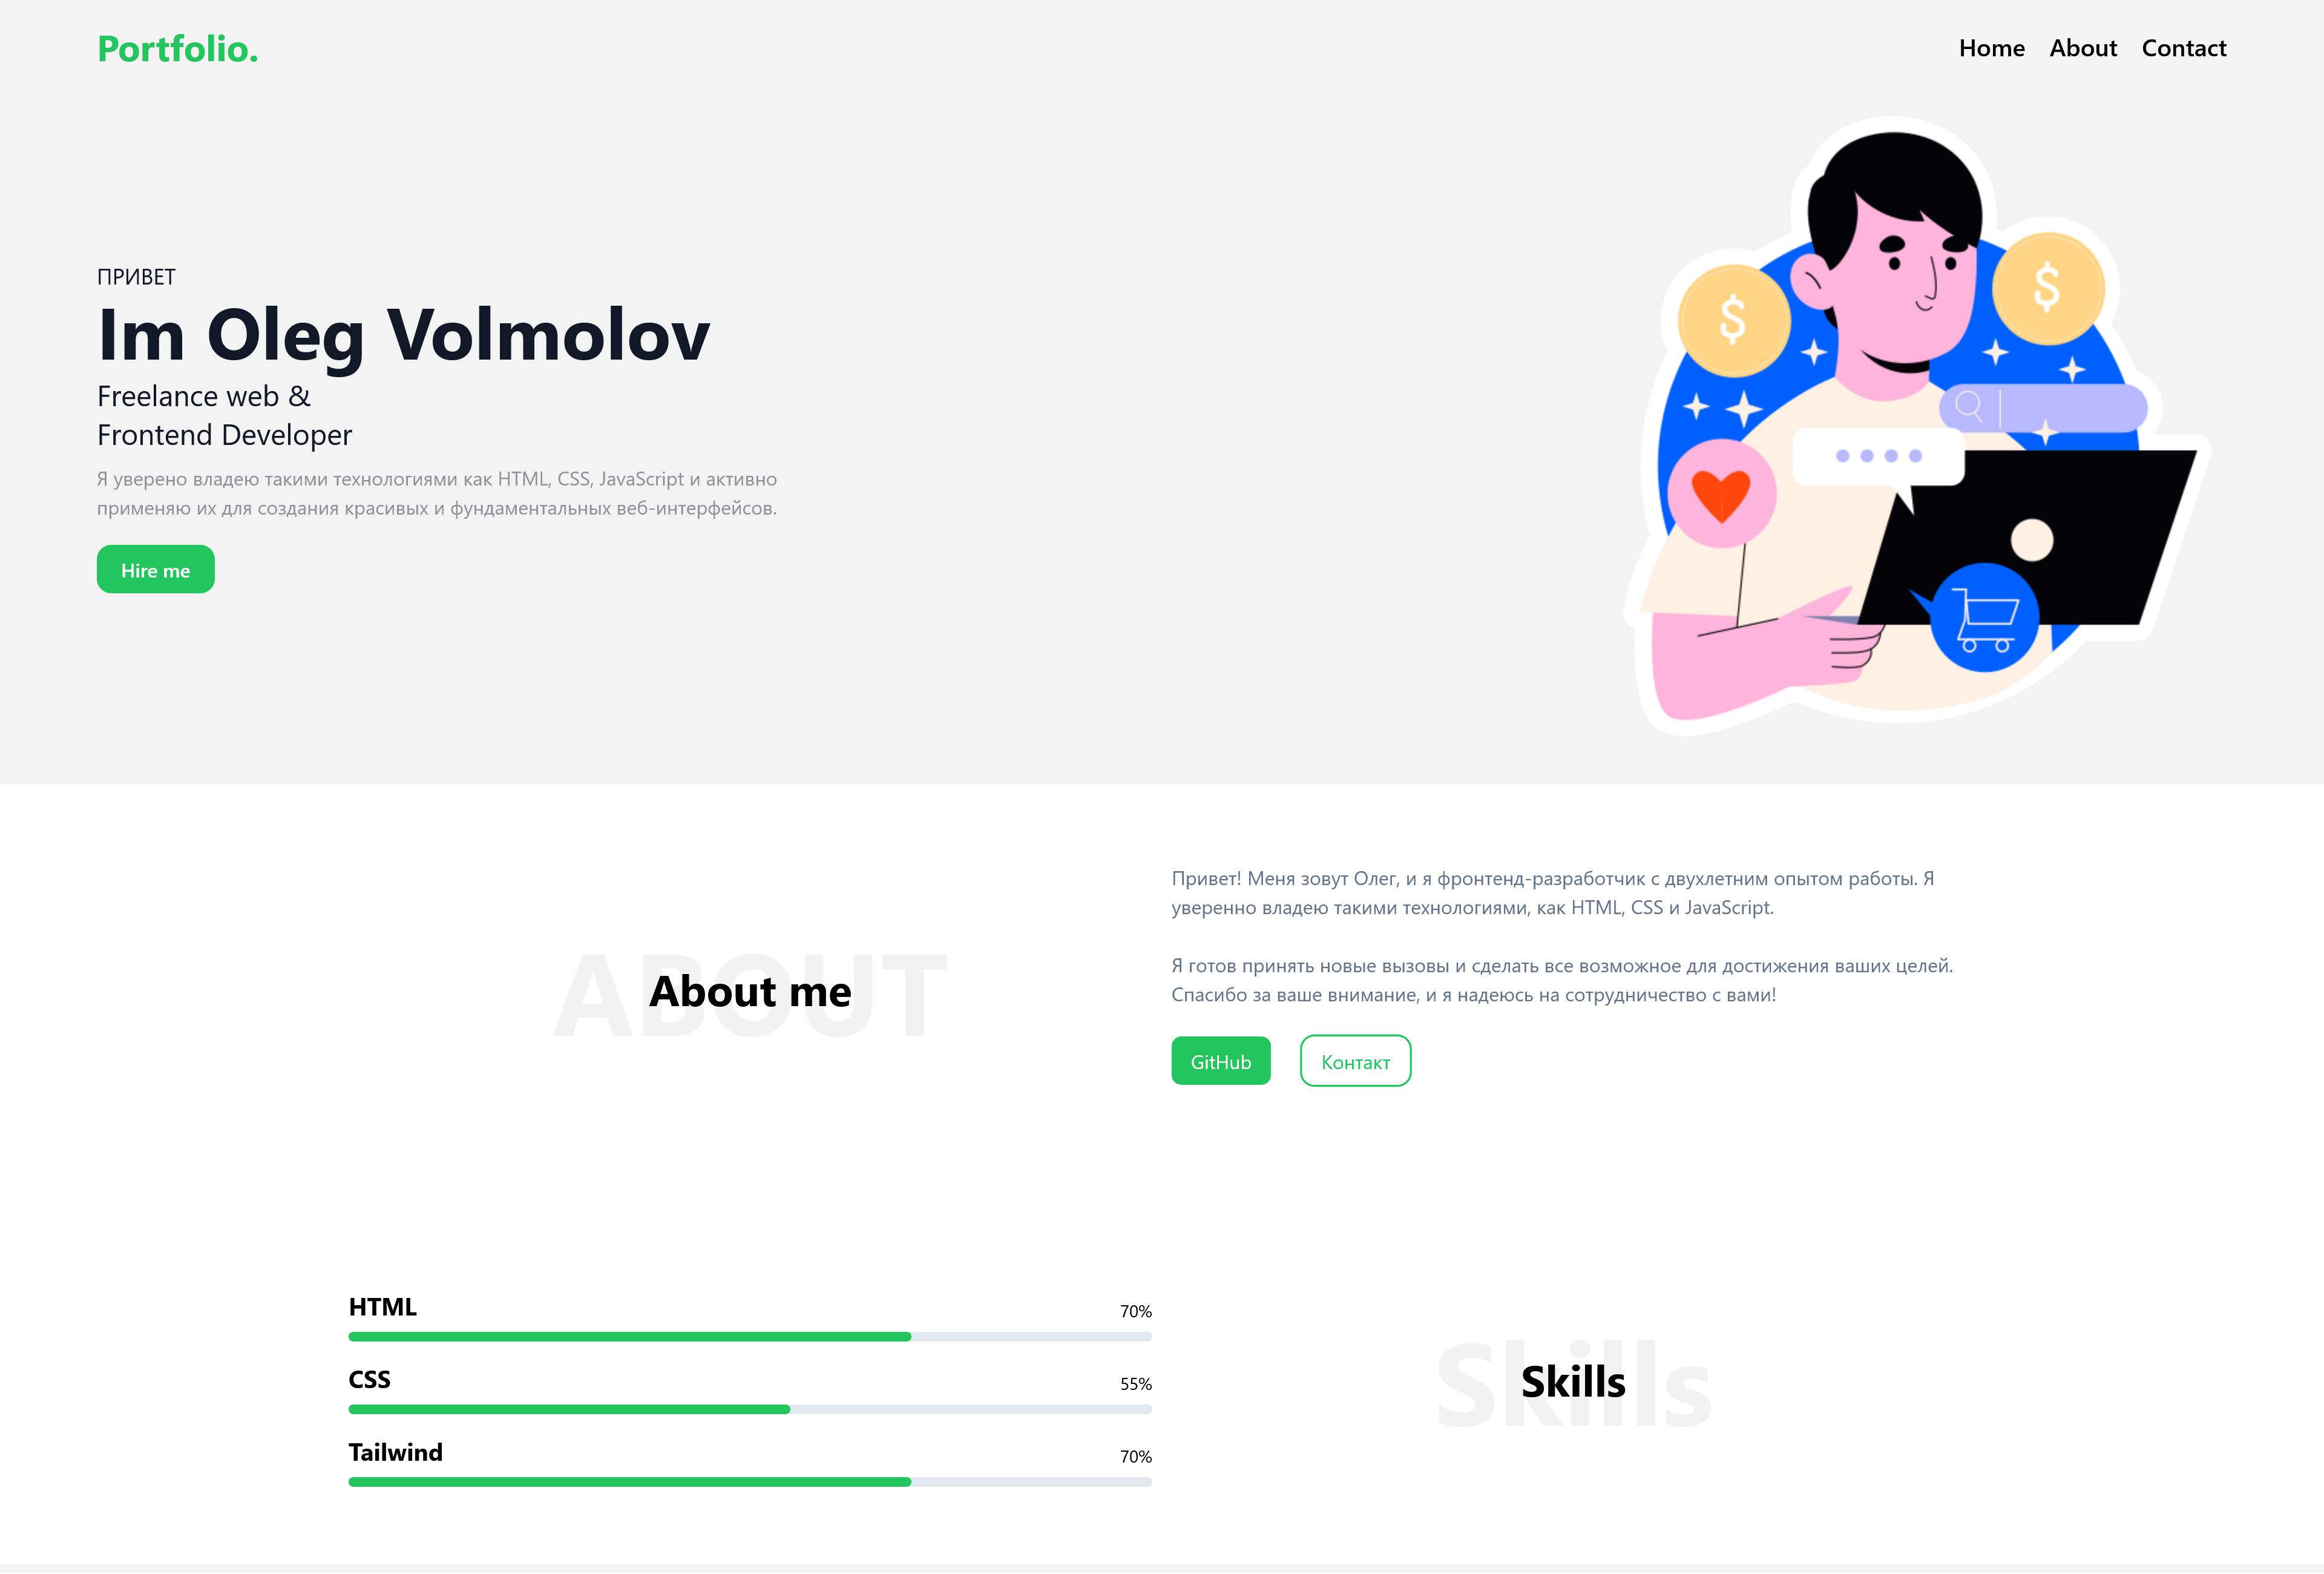 Portfolio.
Home About Contact
ПРИВЕТ
Im Oleg Volmolov
Freelance web &
Frontend Developer
Я уверено владею такими технологиями как HTML, CSS, JavaScript и активно
применяю их для создания красивых и фундаментальных веб-интерфейсов.
Hire me
$
$
ABOUT
About me
Привет! Меня зовут Олег, и я фронтенд-разработчик с двухлетним опытом работы. Я
уверенно владею такими технологиями, как HTML, CSS и JavaScript.
Я готов принять новые вызовы и сделать все возможное для достижения ваших целей.
Спасибо за ваше внимание, и я надеюсь на сотрудничество с вами!
GitHub Контакт
HTML 70%
CSS 55%
Tailwind 70%
Skills
Skills